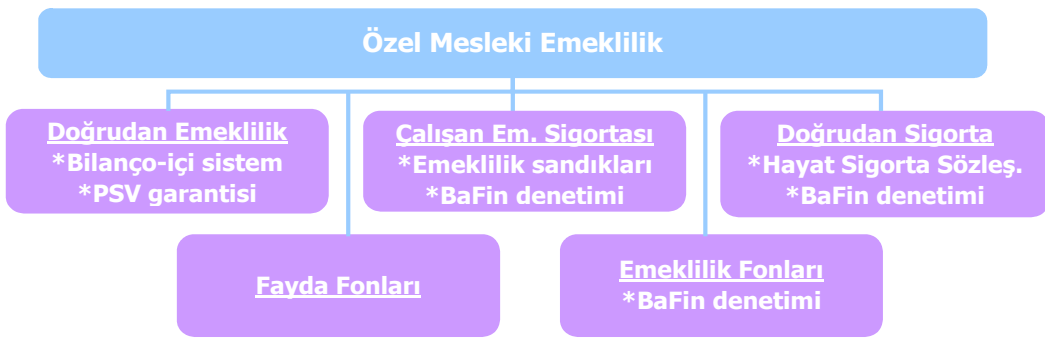 Özel Mesleki Emeklilik
Doğrudan Emeklilik
*Bilanço-içi sistem
*PSV garantisi
Çalışan Em. Sigortası
*Emeklilik sandıkları
*BaFin denetimi
Doğrudan Sigorta
*Hayat Sigorta Sözleş.
*BaFin denetimi
Fayda Fonları
Emeklilik Fonları
*BaFin denetimi